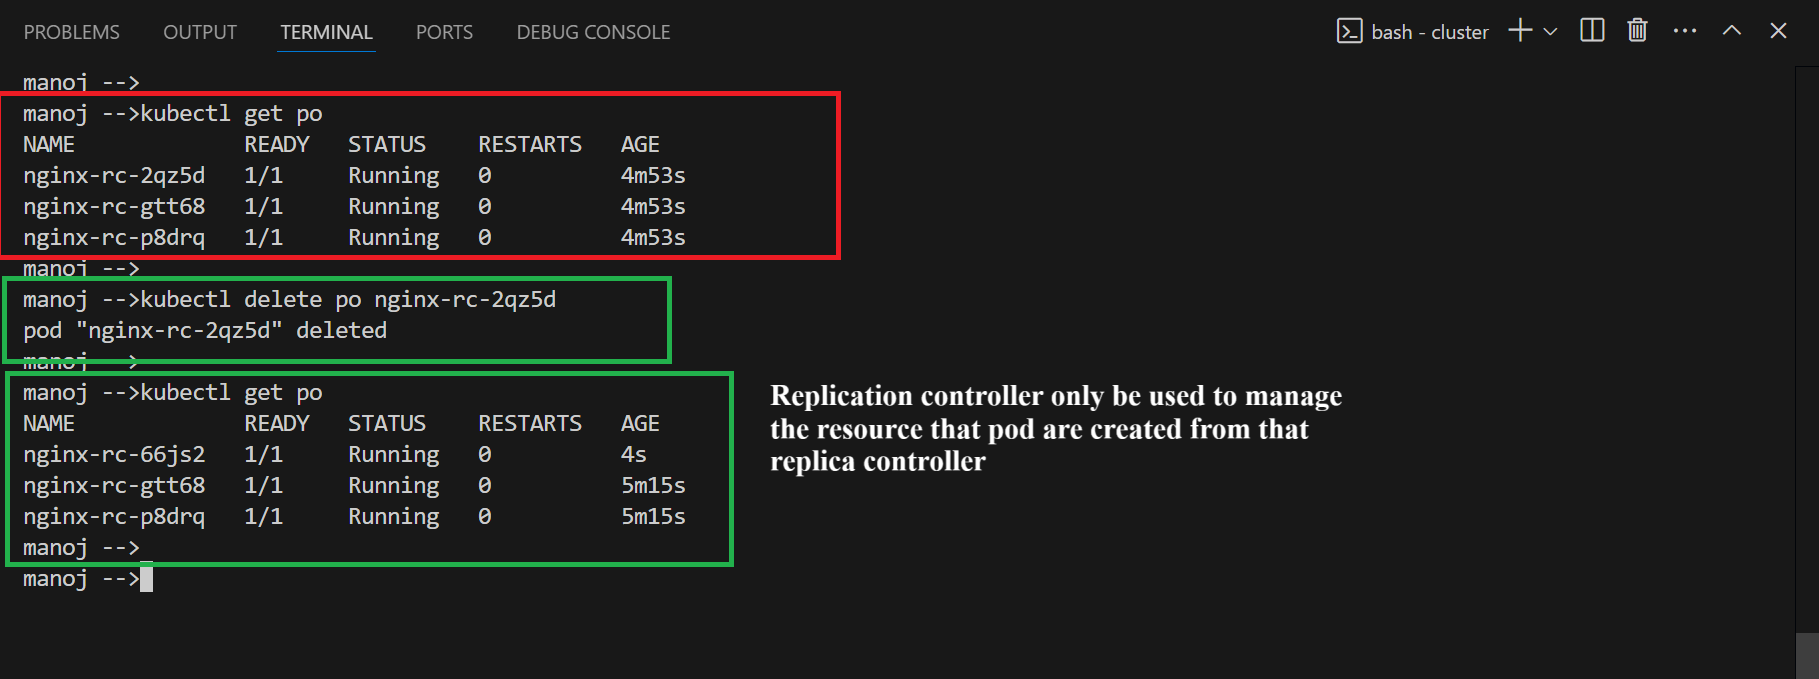 PROBLEMS OUTPUT TERMINAL PORTS DEBUG CONSOLE bash - cluster
manoj -->
manoj -->kubectl get po
NAME READY STATUS RESTARTS AGE
nginx-rc-2qz5d 1/1 Running 0 4m53s
nginx-rc-gtt68 1/1 Running 0 4m53s
nginx-rc-p8drq 1/1 Running 0 4m53s
manoj -->
manoj -->kubectl delete po nginx-rc-2qz5d
pod "nginx-rc-2qz5d" deleted
manoj -->
manoj -->kubectl get po
NAME READY STATUS RESTARTS AGE
nginx-rc-66js2 1/1 Running 0 4s
nginx-rc-gtt68 1/1 Running 0 5m15s
nginx-rc-p8drq 1/1 Running 0 5m15s
manoj -->
manoj -->
Replication controller only be used to manage
the resource that pod are created from that
replica controller